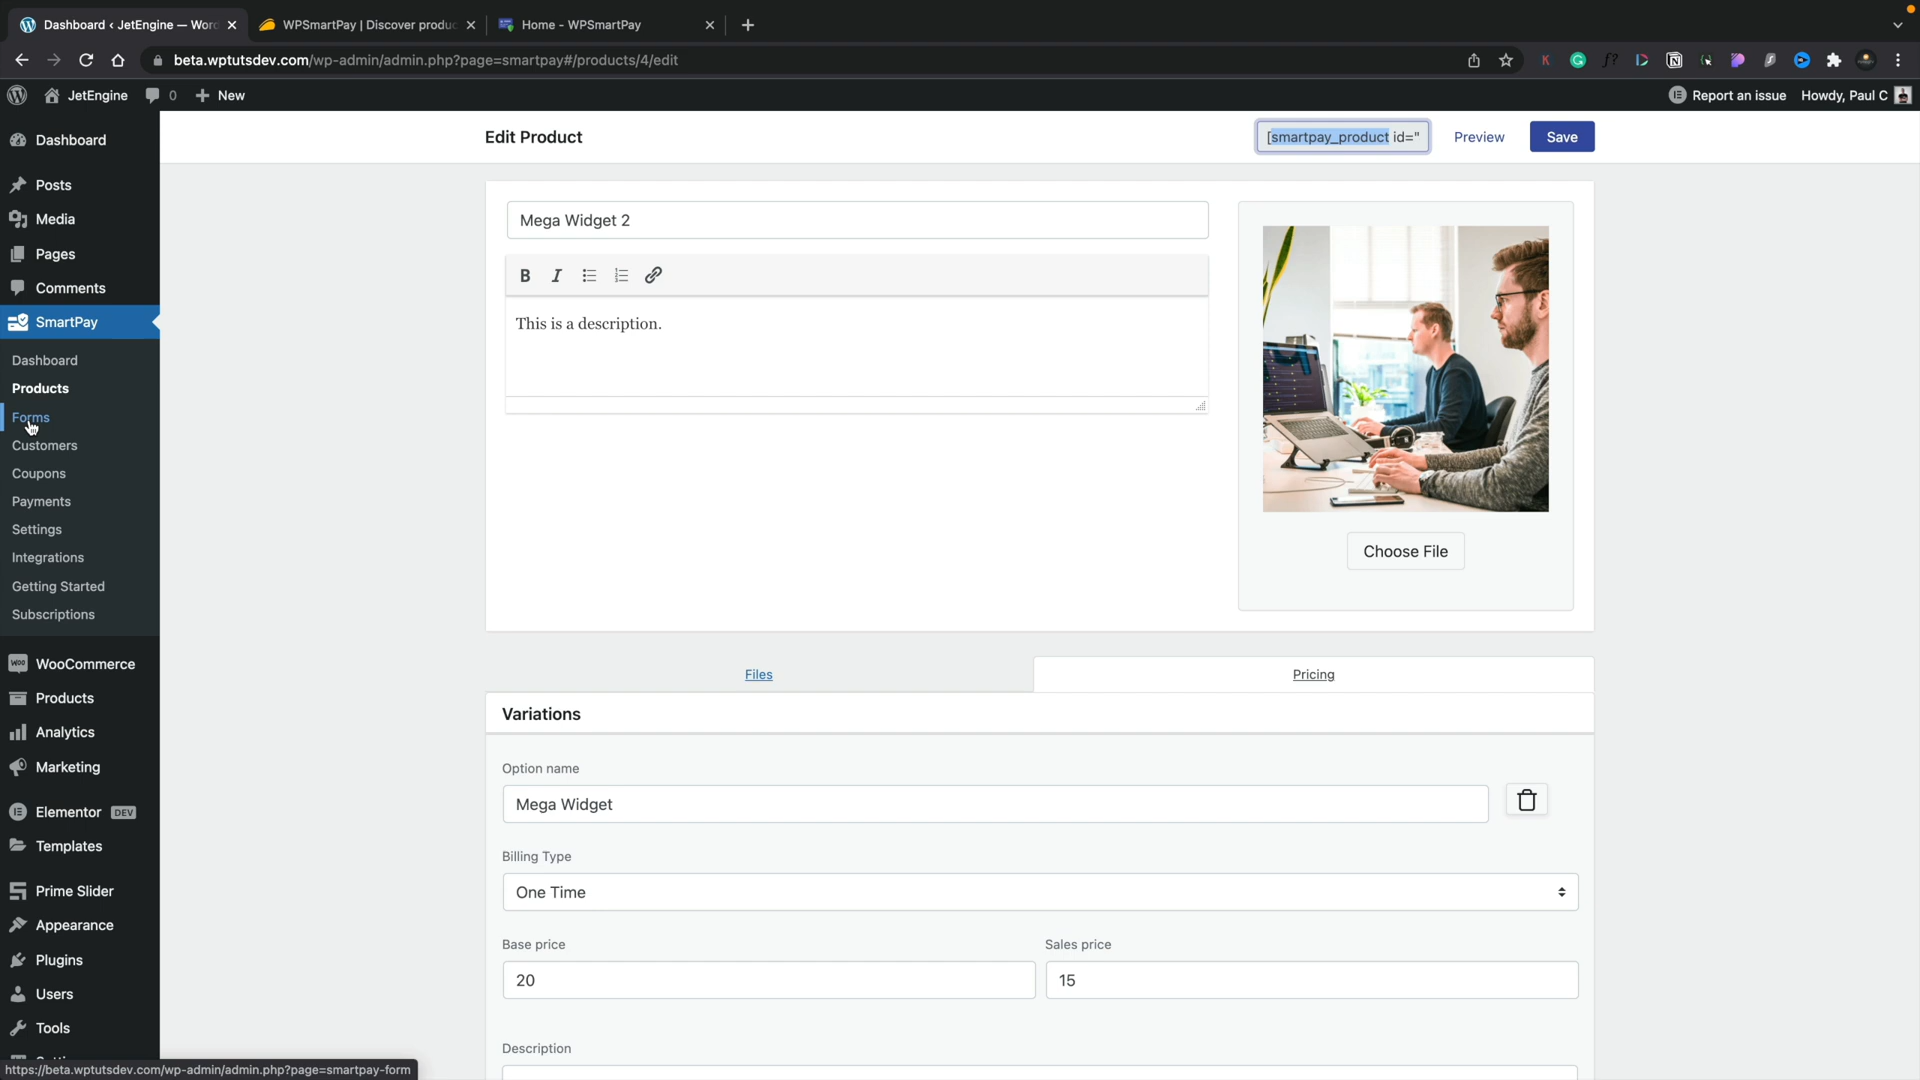 Dashboard ‹ JetEngine — Wor
WPSmartPay | Discover produc
Home - WPSmartPay
beta.wptutsdev.com/wp-admin/admin.php?page=smartpay#/products/4/edit
JetEngine
0
New
Report an issue
Howdy, Paul C
Dashboard
Posts
Media
Pages
Comments
SmartPay
Dashboard
Products
Forms
Customers
Coupons
Payments
Settings
Integrations
Getting Started
Subscriptions
WooCommerce
Products
Analytics
Marketing
Elementor DEV
Templates
Prime Slider
Appearance
Plugins
Users
Tools
https://beta.wptutsdev.com/wp-admin/admin.php?page=smartpay-form
Edit Product
[smartpay_product id="
Preview
Save
Mega Widget 2
B I
This is a description.
Choose File
Files
Pricing
Variations
Option name
Mega Widget
Billing Type
One Time
Base price
Sales price
20
15
Description